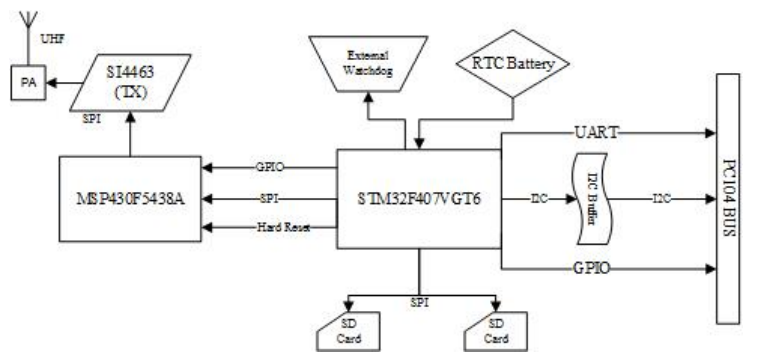 UHF
PA
SI4463
(TX)
SPI
External
Watchdog
RTC Battery
MSP430F5438A
GPIO
SPI
Hard Reset
STM32F407VGT6
UART
I2C
I2C Buffer
I2C
GPIO
PC104 BUS
SPI
SD
Card
SD
Card